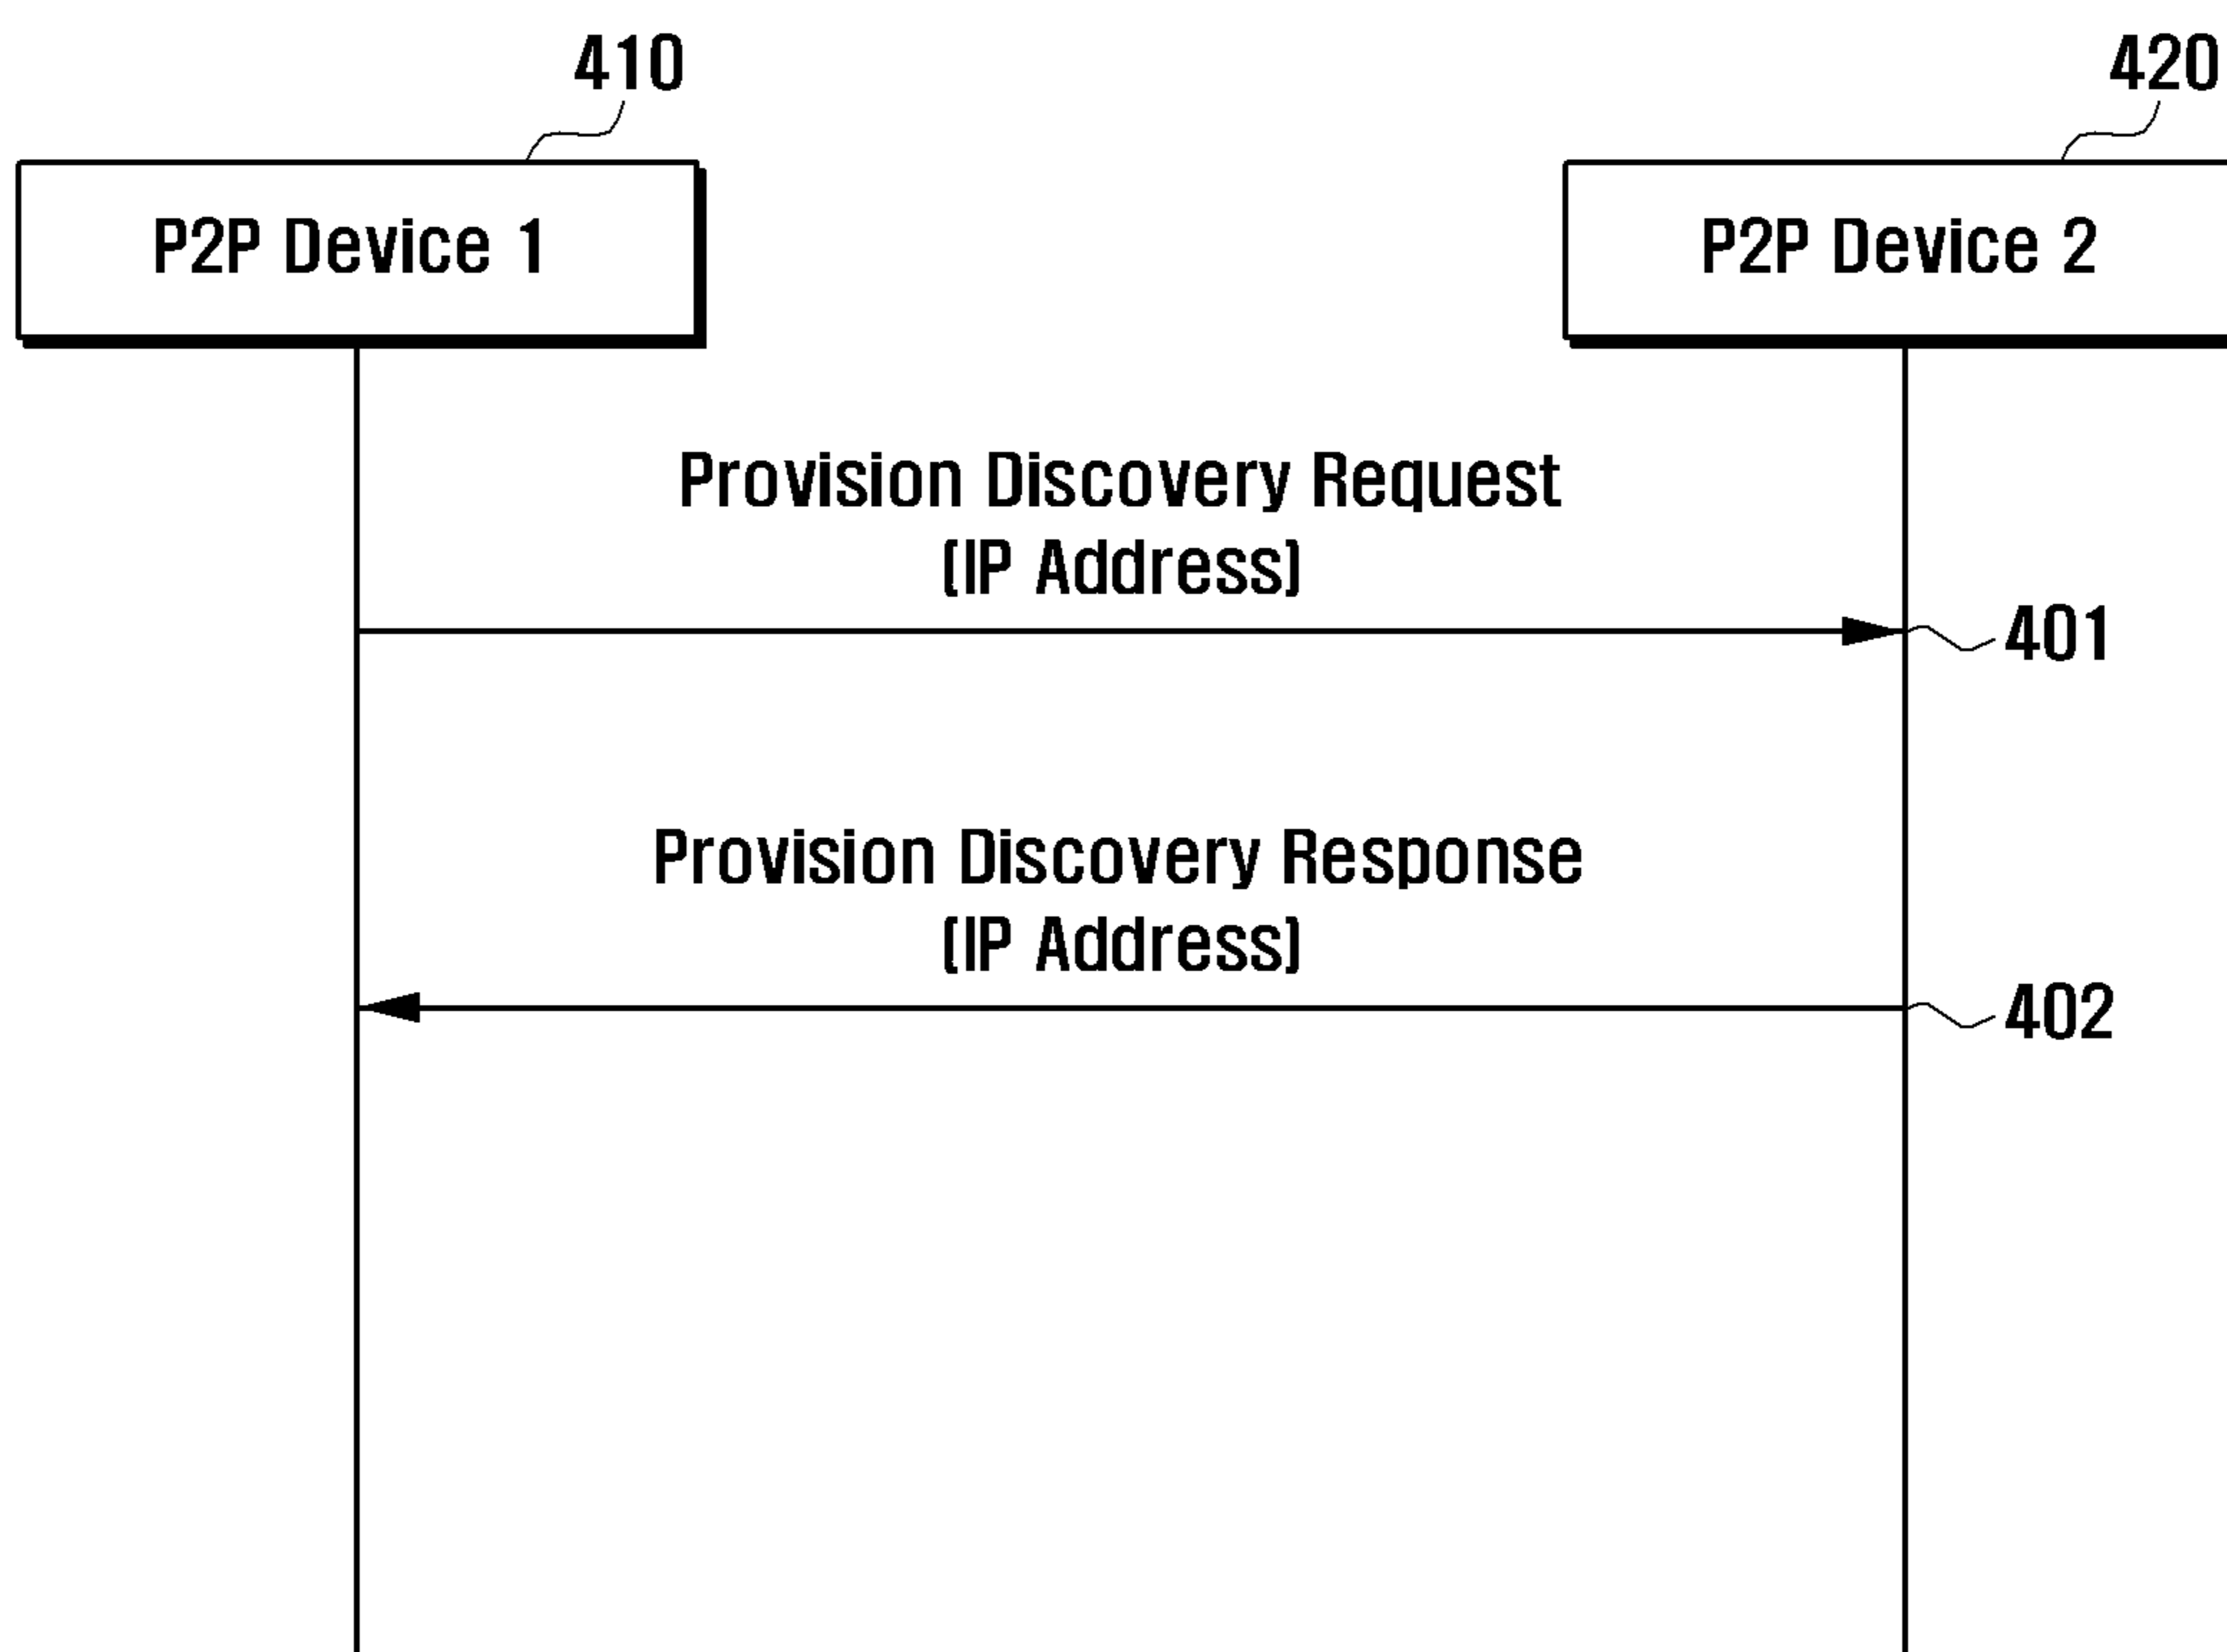 410
420
P2P Device 1
P2P Device 2
Provision Discovery Request
(IP Address)
401
Provision Discovery Response
(IP Address)
402